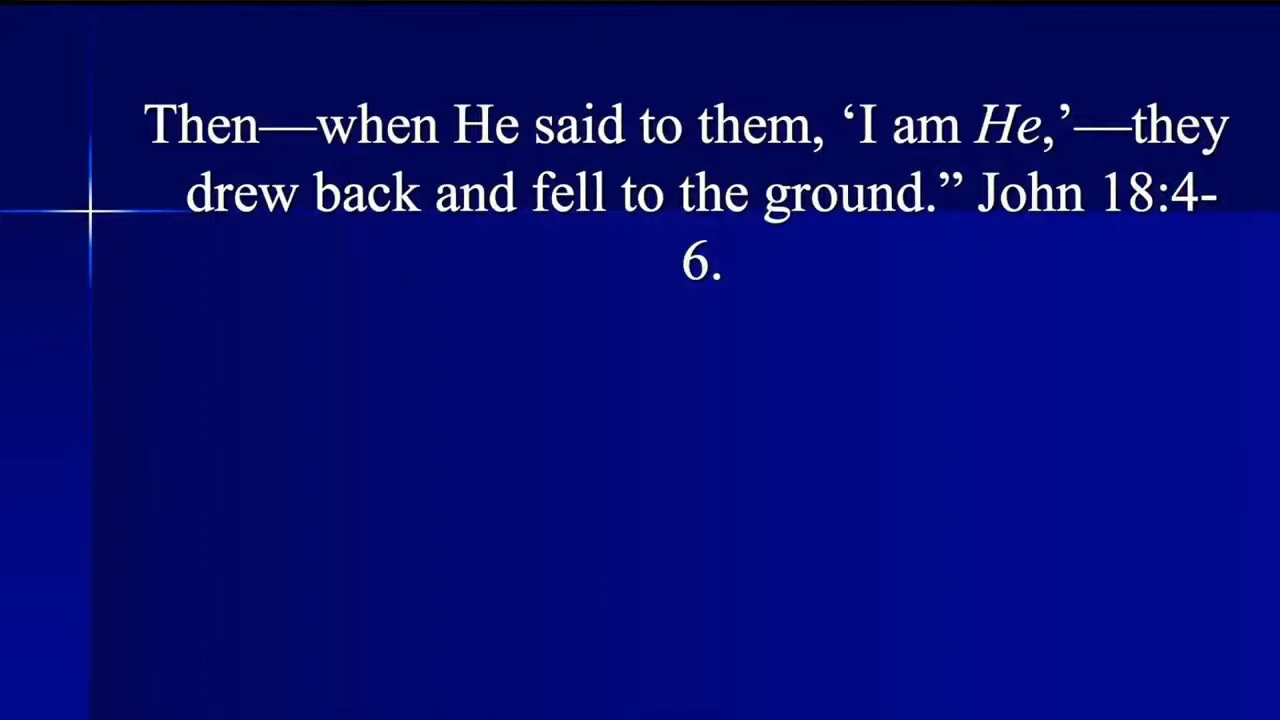 Then—when He said to them, ‘I am He,’—they
drew back and fell to the ground.” John 18:4-
6.